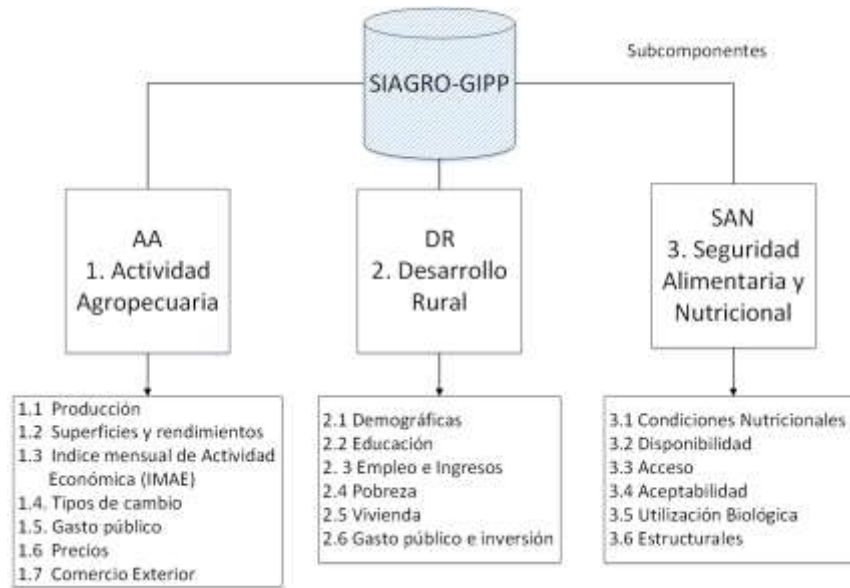 Subcomponentes
SIAGRO-GIPP
AA
1. Actividad
Agropecuaria
DR
2. Desarrollo
Rural
SAN
3. Seguridad
Alimentaria y
Nutricional
1.1 Producción
1.2 Superficies y rendimientos
1.3 Indice mensual de Actividad
Económica (IMAE)
1.4. Tipos de cambio
1.5. Gasto público
1.6 Precios
1.7 Comercio Exterior
2.1 Demográficas
2.2 Educación
2. 3 Empleo e Ingresos
2.4 Pobreza
2.5 Vivienda
2.6 Gasto público e inversión
3.1 Condiciones Nutricionales
3.2 Disponibilidad
3.3 Acceso
3.4 Aceptabilidad
3.5 Utilización Biológica
3.6 Estructurales